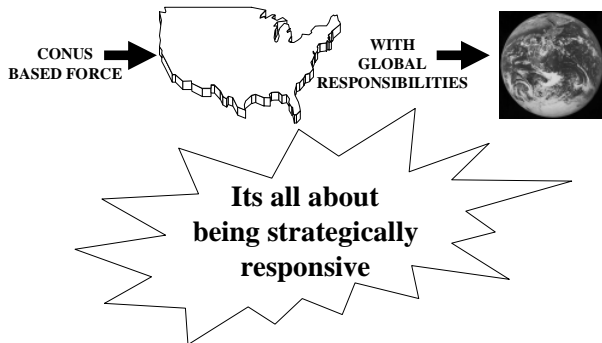 CONUS
BASED FORCE
WITH
GLOBAL
RESPONSIBILITIES
Its all about
being strategically
responsive